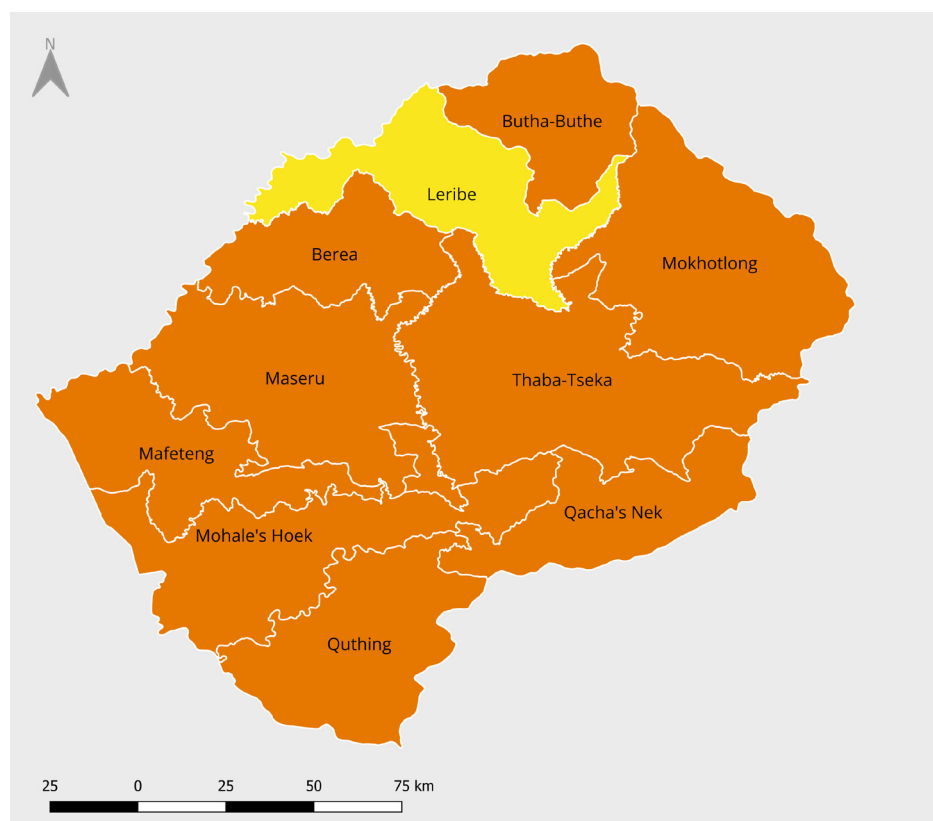 N
Butha-Buthe
Leribe
Berea
Mokhotlong
Maseru
Thaba-Tseka
Mafeteng
Qacha's Nek
Mohale's Hoek
Quthing
25 0 25 50 75 km